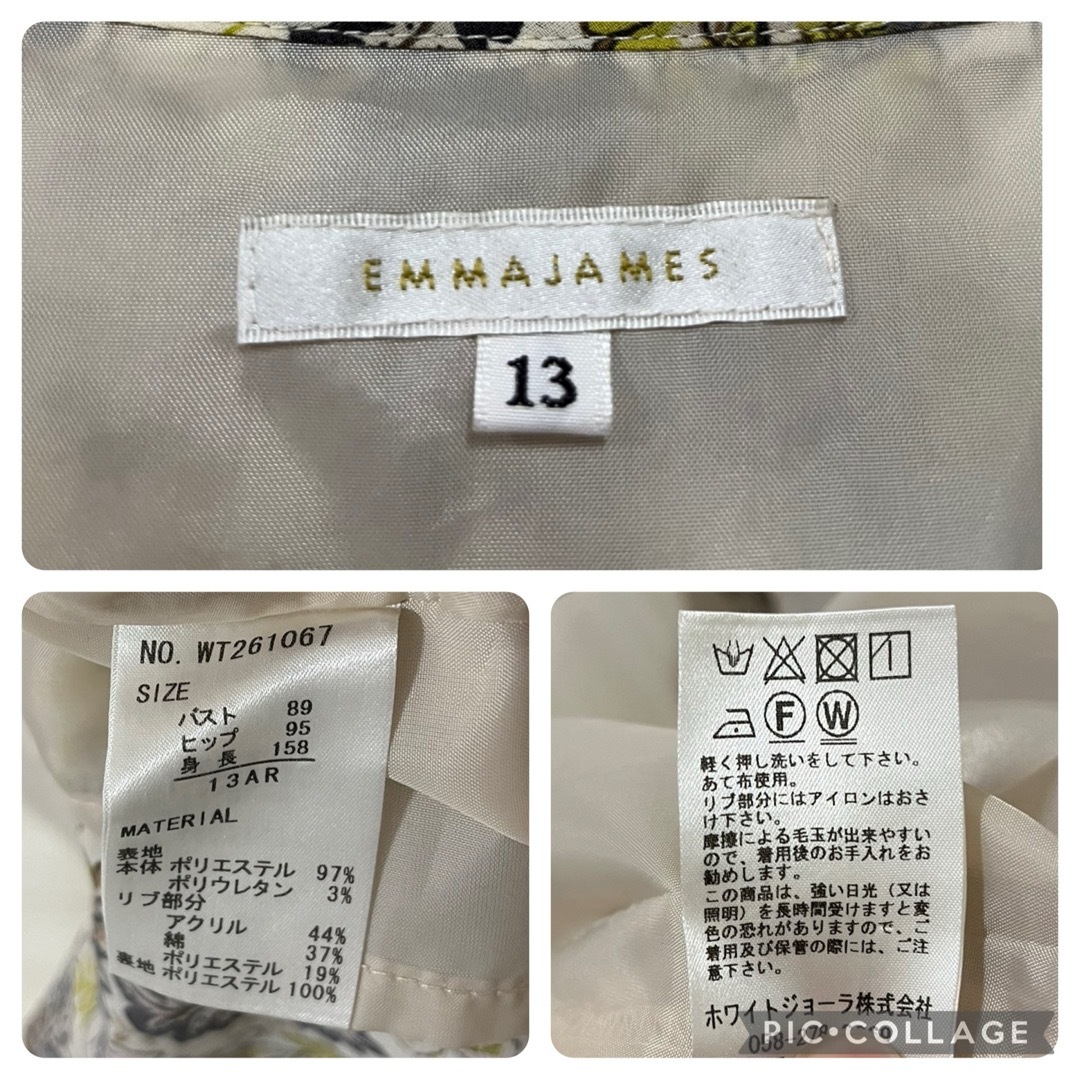 EMMAJAMES
13
NO. WT261067
SIZE
バスト 89
ヒップ 95
身長 158
13AR
MATERIAL
表地
本体 ポリエステル 97%
ポリウレタン 3%
リブ部分
アクリル 44%
綿 37%
ポリエステル 19%
裏地 ポリエステル 100%
1
F W
軽く押し洗いをして下さい。
あて布使用。
リブ部分にはアイロンはおさ
け下さい。
摩擦による毛玉が出来やすい
ので、着用後のお手入れをお
勧めします。
この商品は、強い日光（又は
照明）を長時間受けますと変
色の恐れがありますので、ご
着用及び保管の際には、ご注
意下さい。
ホワイトジョーラ株式会社
PIC•COLLAGE